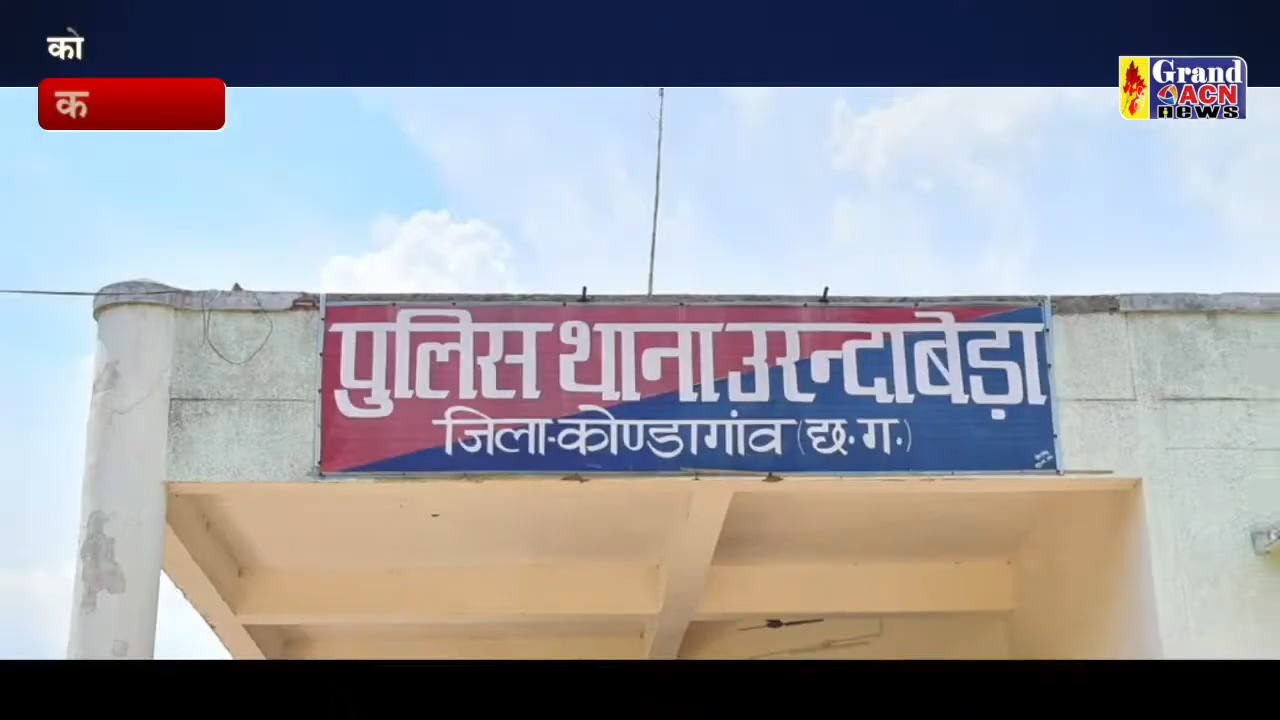 को
क
Grand
ACN
news
पुलिस थाना उरन्दाबेड़ा
जिला-कोण्डागांव (छ.ग.)